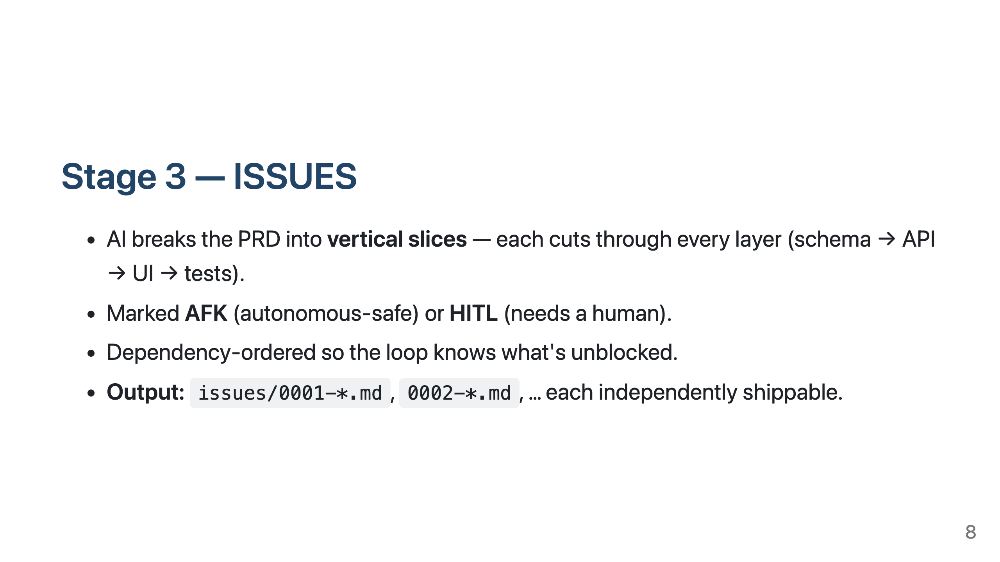 Stage 3 — ISSUES
• AI breaks the PRD into vertical slices — each cuts through every layer (schema → API
→ UI → tests).
• Marked AFK (autonomous-safe) or HITL (needs a human).
• Dependency-ordered so the loop knows what's unblocked.
• Output: issues/0001-*.md, 0002-*.md, … each independently shippable.
8